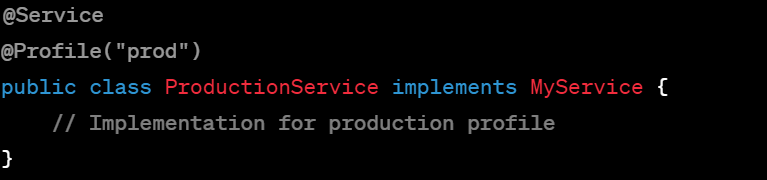 @Service
@Profile("prod")
public class ProductionService implements MyService {
    // Implementation for production profile
}